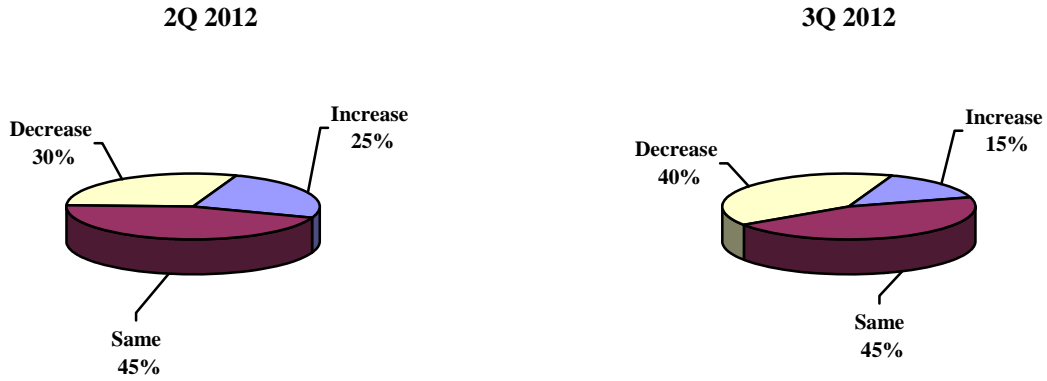 2Q 2012
Decrease
30%
Increase
25%
Same
45%
3Q 2012
Decrease
40%
Increase
15%
Same
45%